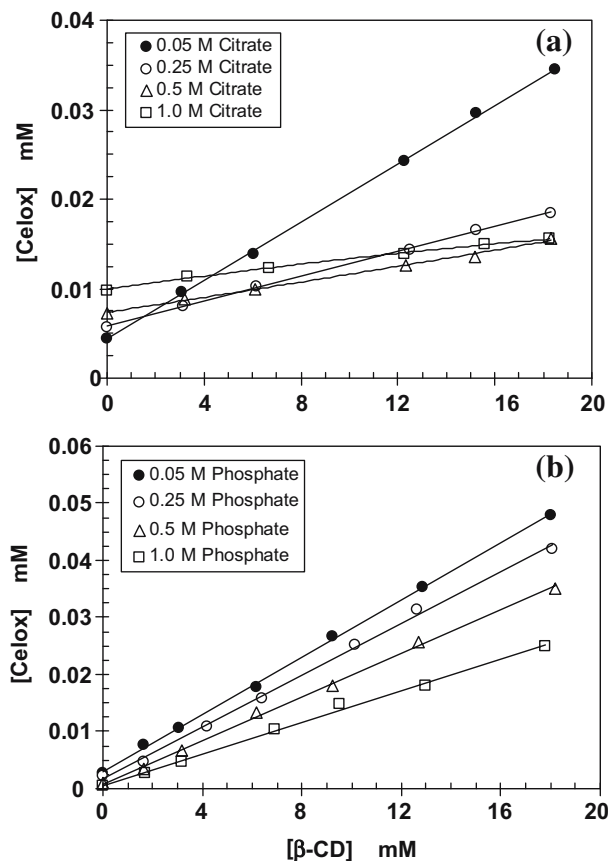 0.04
(a)
● 0.05 M Citrate
○ 0.25 M Citrate
△ 0.5 M Citrate
□ 1.0 M Citrate
0.03
[Celox] mM
0.02
0.01
0
0 4 8 12 16 20
0.06
(b)
● 0.05 M Phosphate
○ 0.25 M Phosphate
△ 0.5 M Phosphate
□ 1.0 M Phosphate
0.05
0.04
[Celox] mM
0.03
0.02
0.01
0
0 4 8 12 16 20
[β-CD] mM